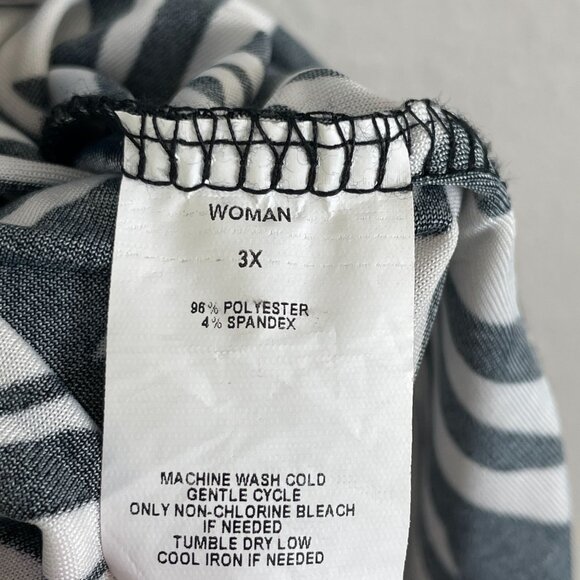 WOMAN
3X
96% POLYESTER
4% SPANDEX
MACHINE WASH COLD
GENTLE CYCLE
ONLY NON-CHLORINE BLEACH
IF NEEDED
TUMBLE DRY LOW
COOL IRON IF NEEDED